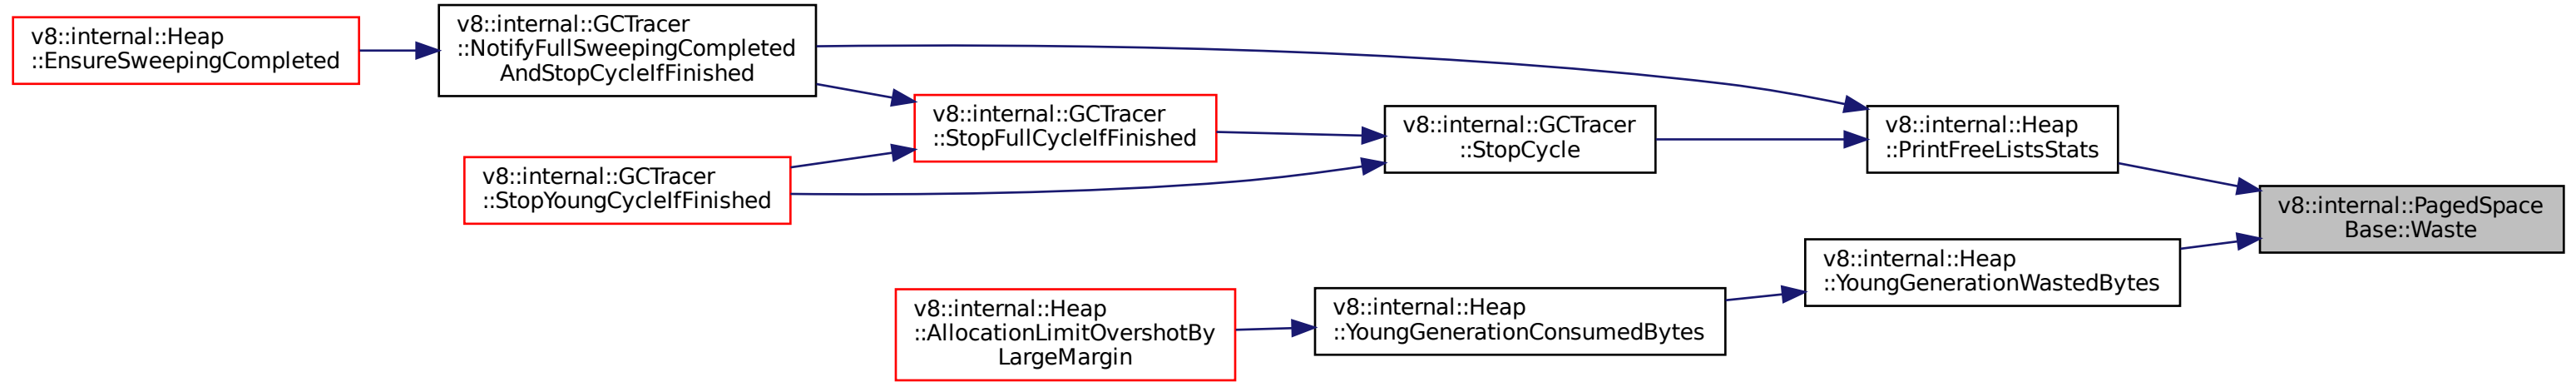 v8::internal::Heap
::EnsureSweepingCompleted
v8::internal::GCTracer
::NotifyFullSweepingCompleted
AndStopCycleIfFinished
v8::internal::GCTracer
::StopFullCycleIfFinished
v8::internal::GCTracer
::StopYoungCycleIfFinished
v8::internal::GCTracer
::StopCycle
v8::internal::Heap
::PrintFreeListsStats
v8::internal::PagedSpace
Base::Waste
v8::internal::Heap
::YoungGenerationWastedBytes
v8::internal::Heap
::YoungGenerationConsumedBytes
v8::internal::Heap
::AllocationLimitOvershotBy
LargeMargin